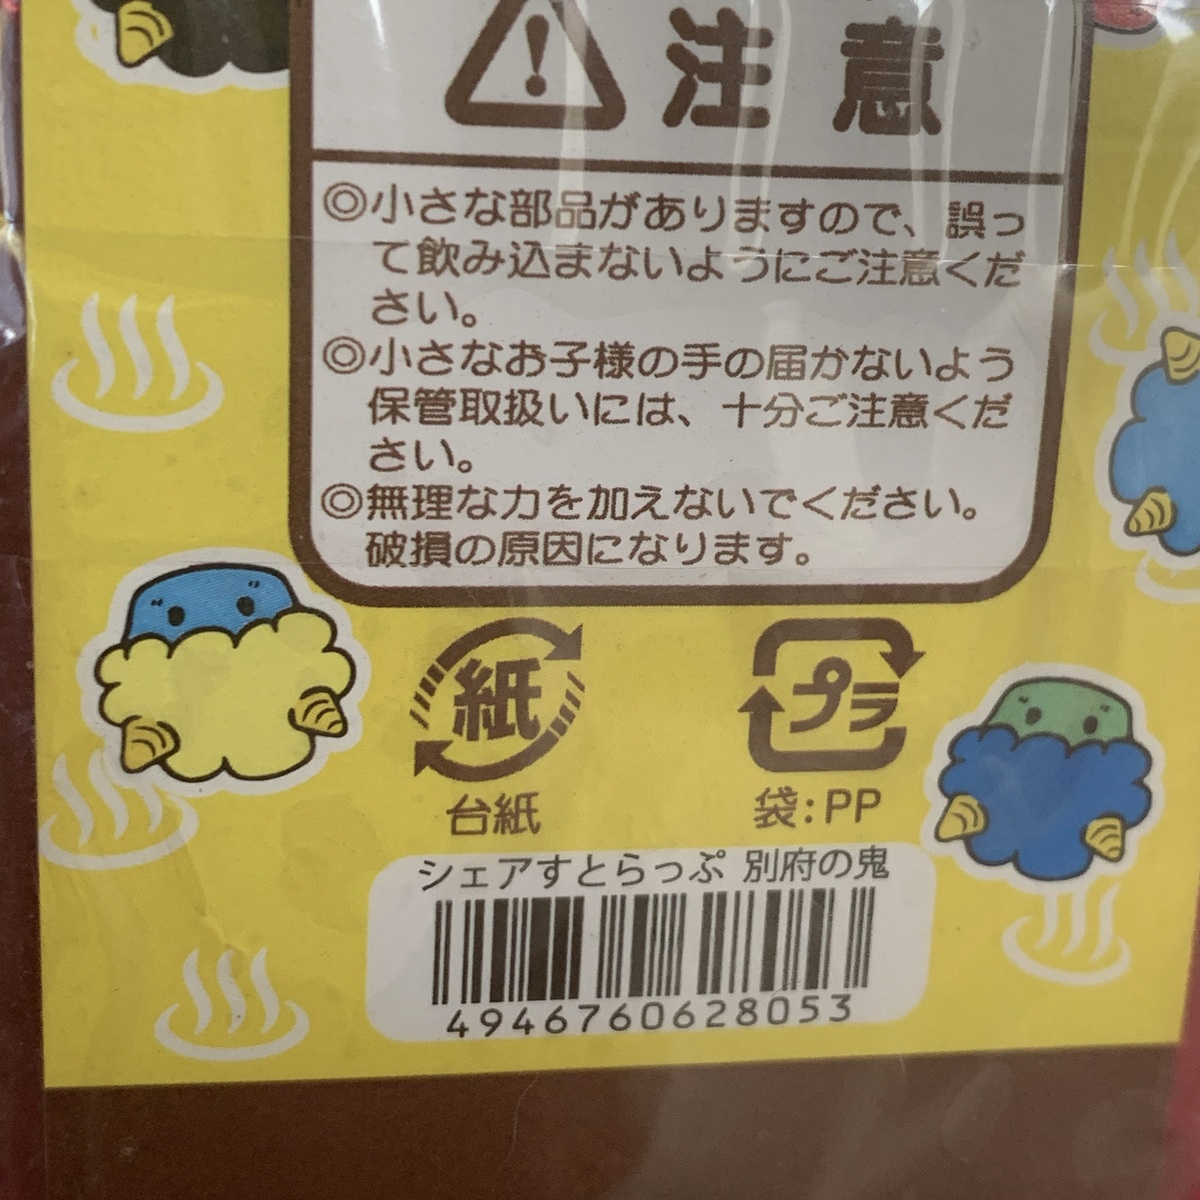 注意
◎小さな部品がありますので、誤っ
て飲み込まないようにご注意くだ
さい。
◎小さなお子様の手の届かないよう
保管取扱いには、十分ご注意くだ
さい。
◎無理な力を加えないでください。
破損の原因になります。
紙
プラ
台紙
袋:PP
シェアすとらっぷ 別府の鬼
4946760628053